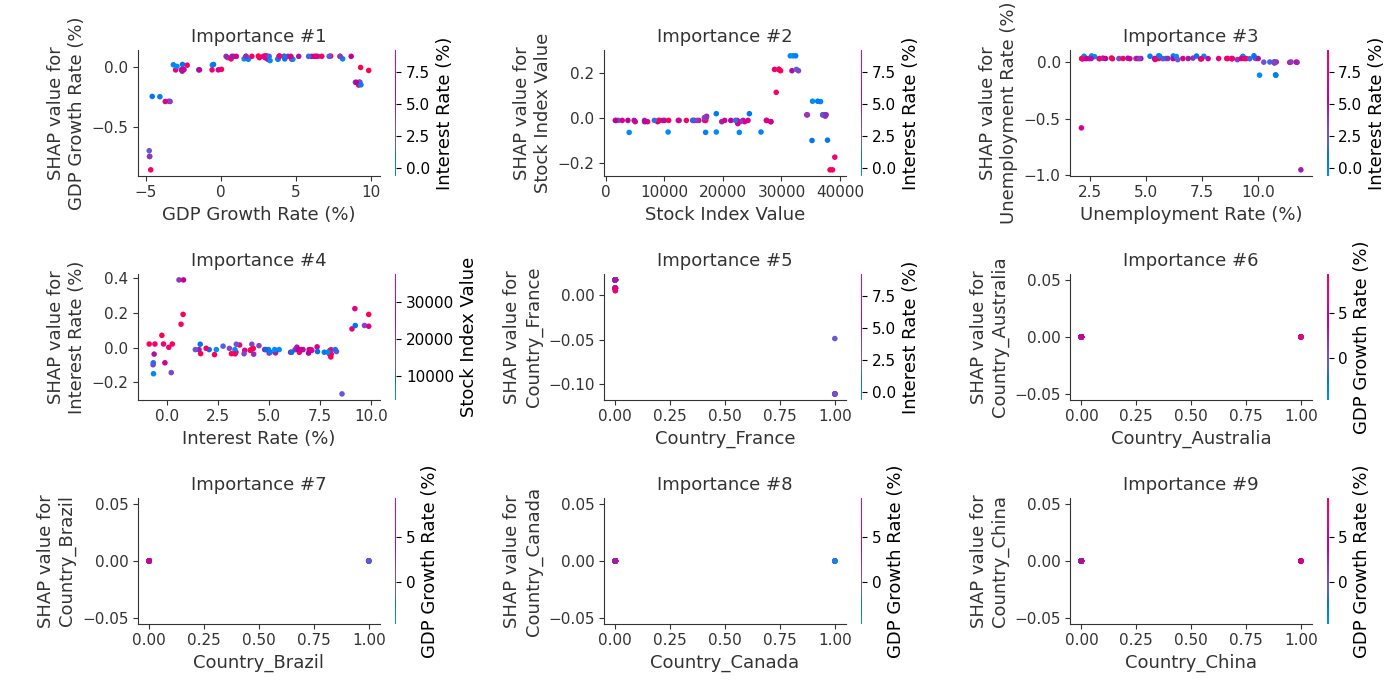 Importance #1
SHAP value for
GDP Growth Rate (%)
0.0
−0.5
−5
0
5
10
GDP Growth Rate (%)
7.5
5.0
2.5
0.0
Interest Rate (%)
Importance #2
SHAP value for
Stock Index Value
0.2
0.0
−0.2
0
10000
20000
30000
40000
Stock Index Value
7.5
5.0
2.5
0.0
Interest Rate (%)
Importance #3
SHAP value for
Unemployment Rate (%)
0.0
−0.5
−1.0
2.5
5.0
7.5
10.0
Unemployment Rate (%)
7.5
5.0
2.5
0.0
Interest Rate (%)
Importance #4
SHAP value for
Interest Rate (%)
0.4
0.2
0.0
−0.2
0.0
2.5
5.0
7.5
10.0
Interest Rate (%)
30000
20000
10000
Stock Index Value
Importance #5
SHAP value for
Country_France
0.00
−0.05
−0.10
0.00
0.25
0.50
0.75
1.00
Country_France
7.5
5.0
2.5
0.0
Interest Rate (%)
Importance #6
SHAP value for
Country_Australia
0.05
0.00
−0.05
0.00
0.25
0.50
0.75
1.00
Country_Australia
5
0
GDP Growth Rate (%)
Importance #7
SHAP value for
Country_Brazil
0.05
0.00
−0.05
0.00
0.25
0.50
0.75
1.00
Country_Brazil
5
0
GDP Growth Rate (%)
Importance #8
SHAP value for
Country_Canada
0.05
0.00
−0.05
0.00
0.25
0.50
0.75
1.00
Country_Canada
5
0
GDP Growth Rate (%)
Importance #9
SHAP value for
Country_China
0.05
0.00
−0.05
0.00
0.25
0.50
0.75
1.00
Country_China
5
0
GDP Growth Rate (%)